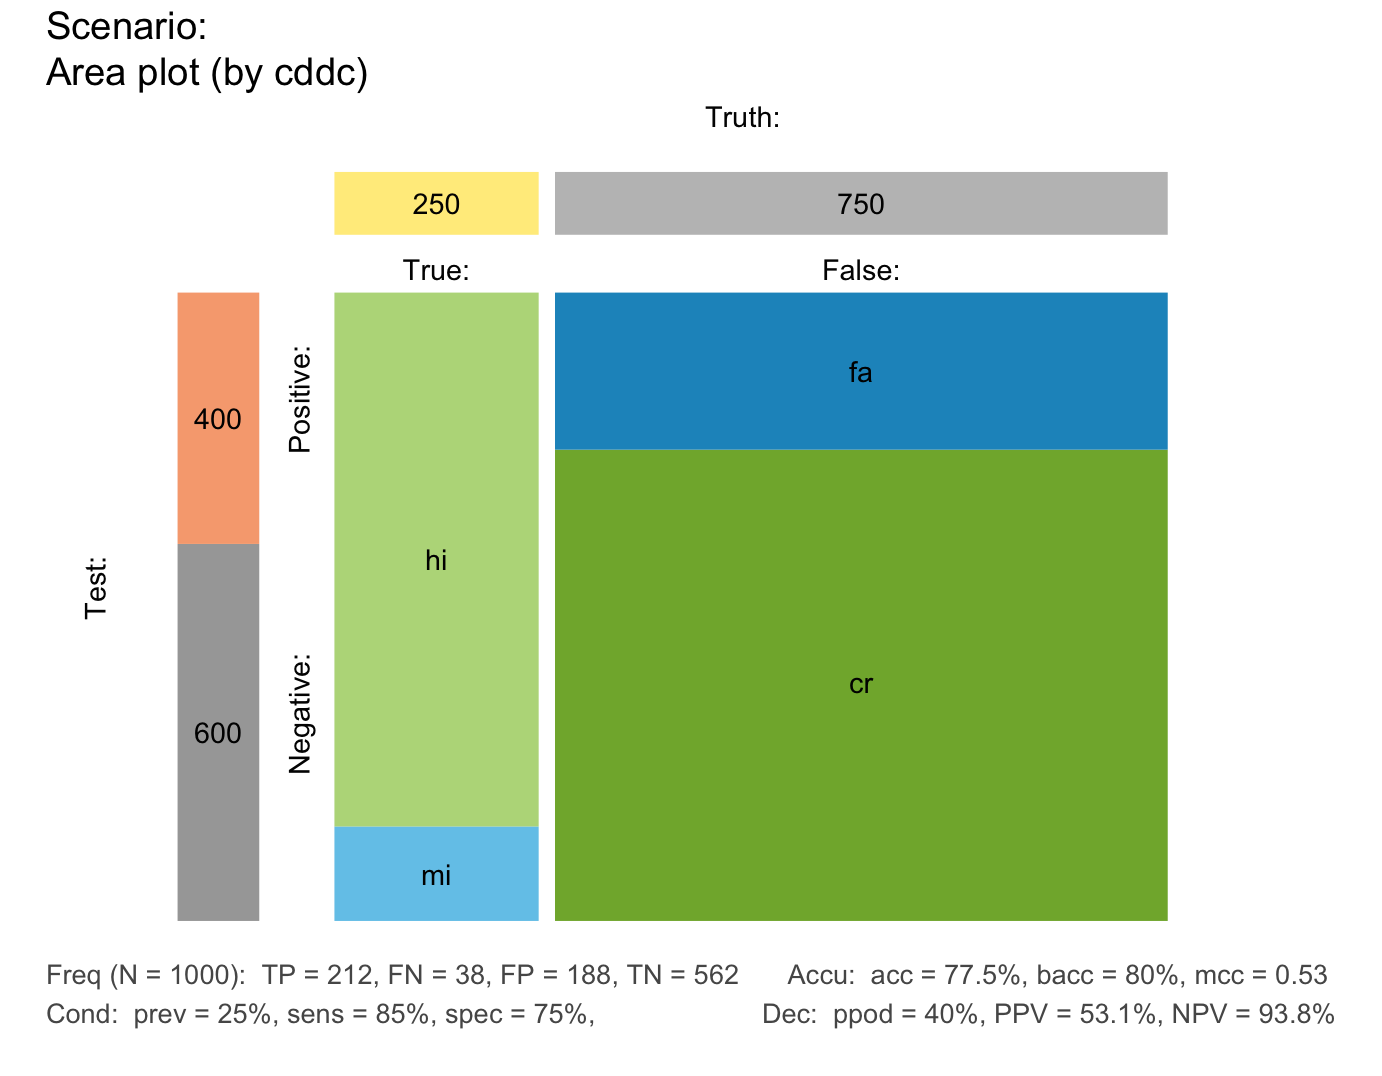 Scenario:
Area plot (by cddc)
Truth:
250
750
True:
False:
400
Positive:
fa
hi
Test:
600
Negative:
cr
mi
Freq (N = 1000):  TP = 212, FN = 38, FP = 188, TN = 562
Accu:  acc = 77.5%, bacc = 80%, mcc = 0.53
Cond:  prev = 25%, sens = 85%, spec = 75%,
Dec:  ppod = 40%, PPV = 53.1%, NPV = 93.8%